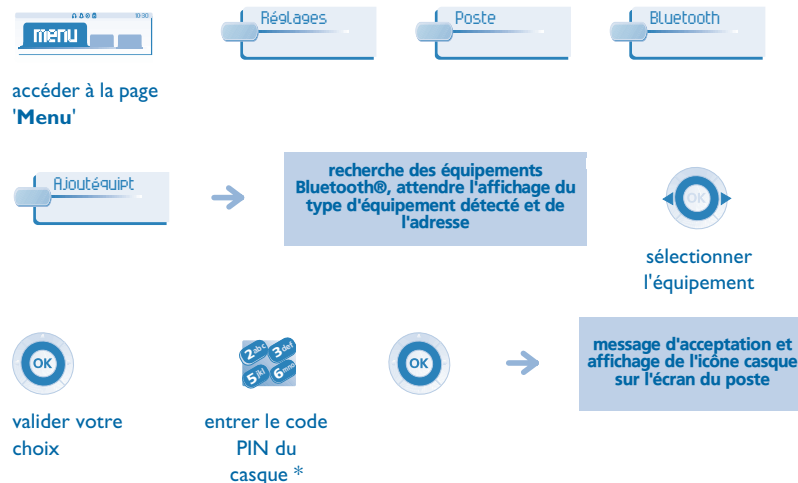 10:30
menu
Réglages
Poste
Bluetooth
accéder à la page
'Menu'
Ajoutéquipt
recherche des équipements
Bluetooth®, attendre l'affichage du
type d'équipement détecté et de
l'adresse
OK
sélectionner
l'équipement
OK
2abc 3def
5jkl 6mno
OK
message d'acceptation et
affichage de l'icône casque
sur l'écran du poste
valider votre
choix
entrer le code
PIN du
casque *